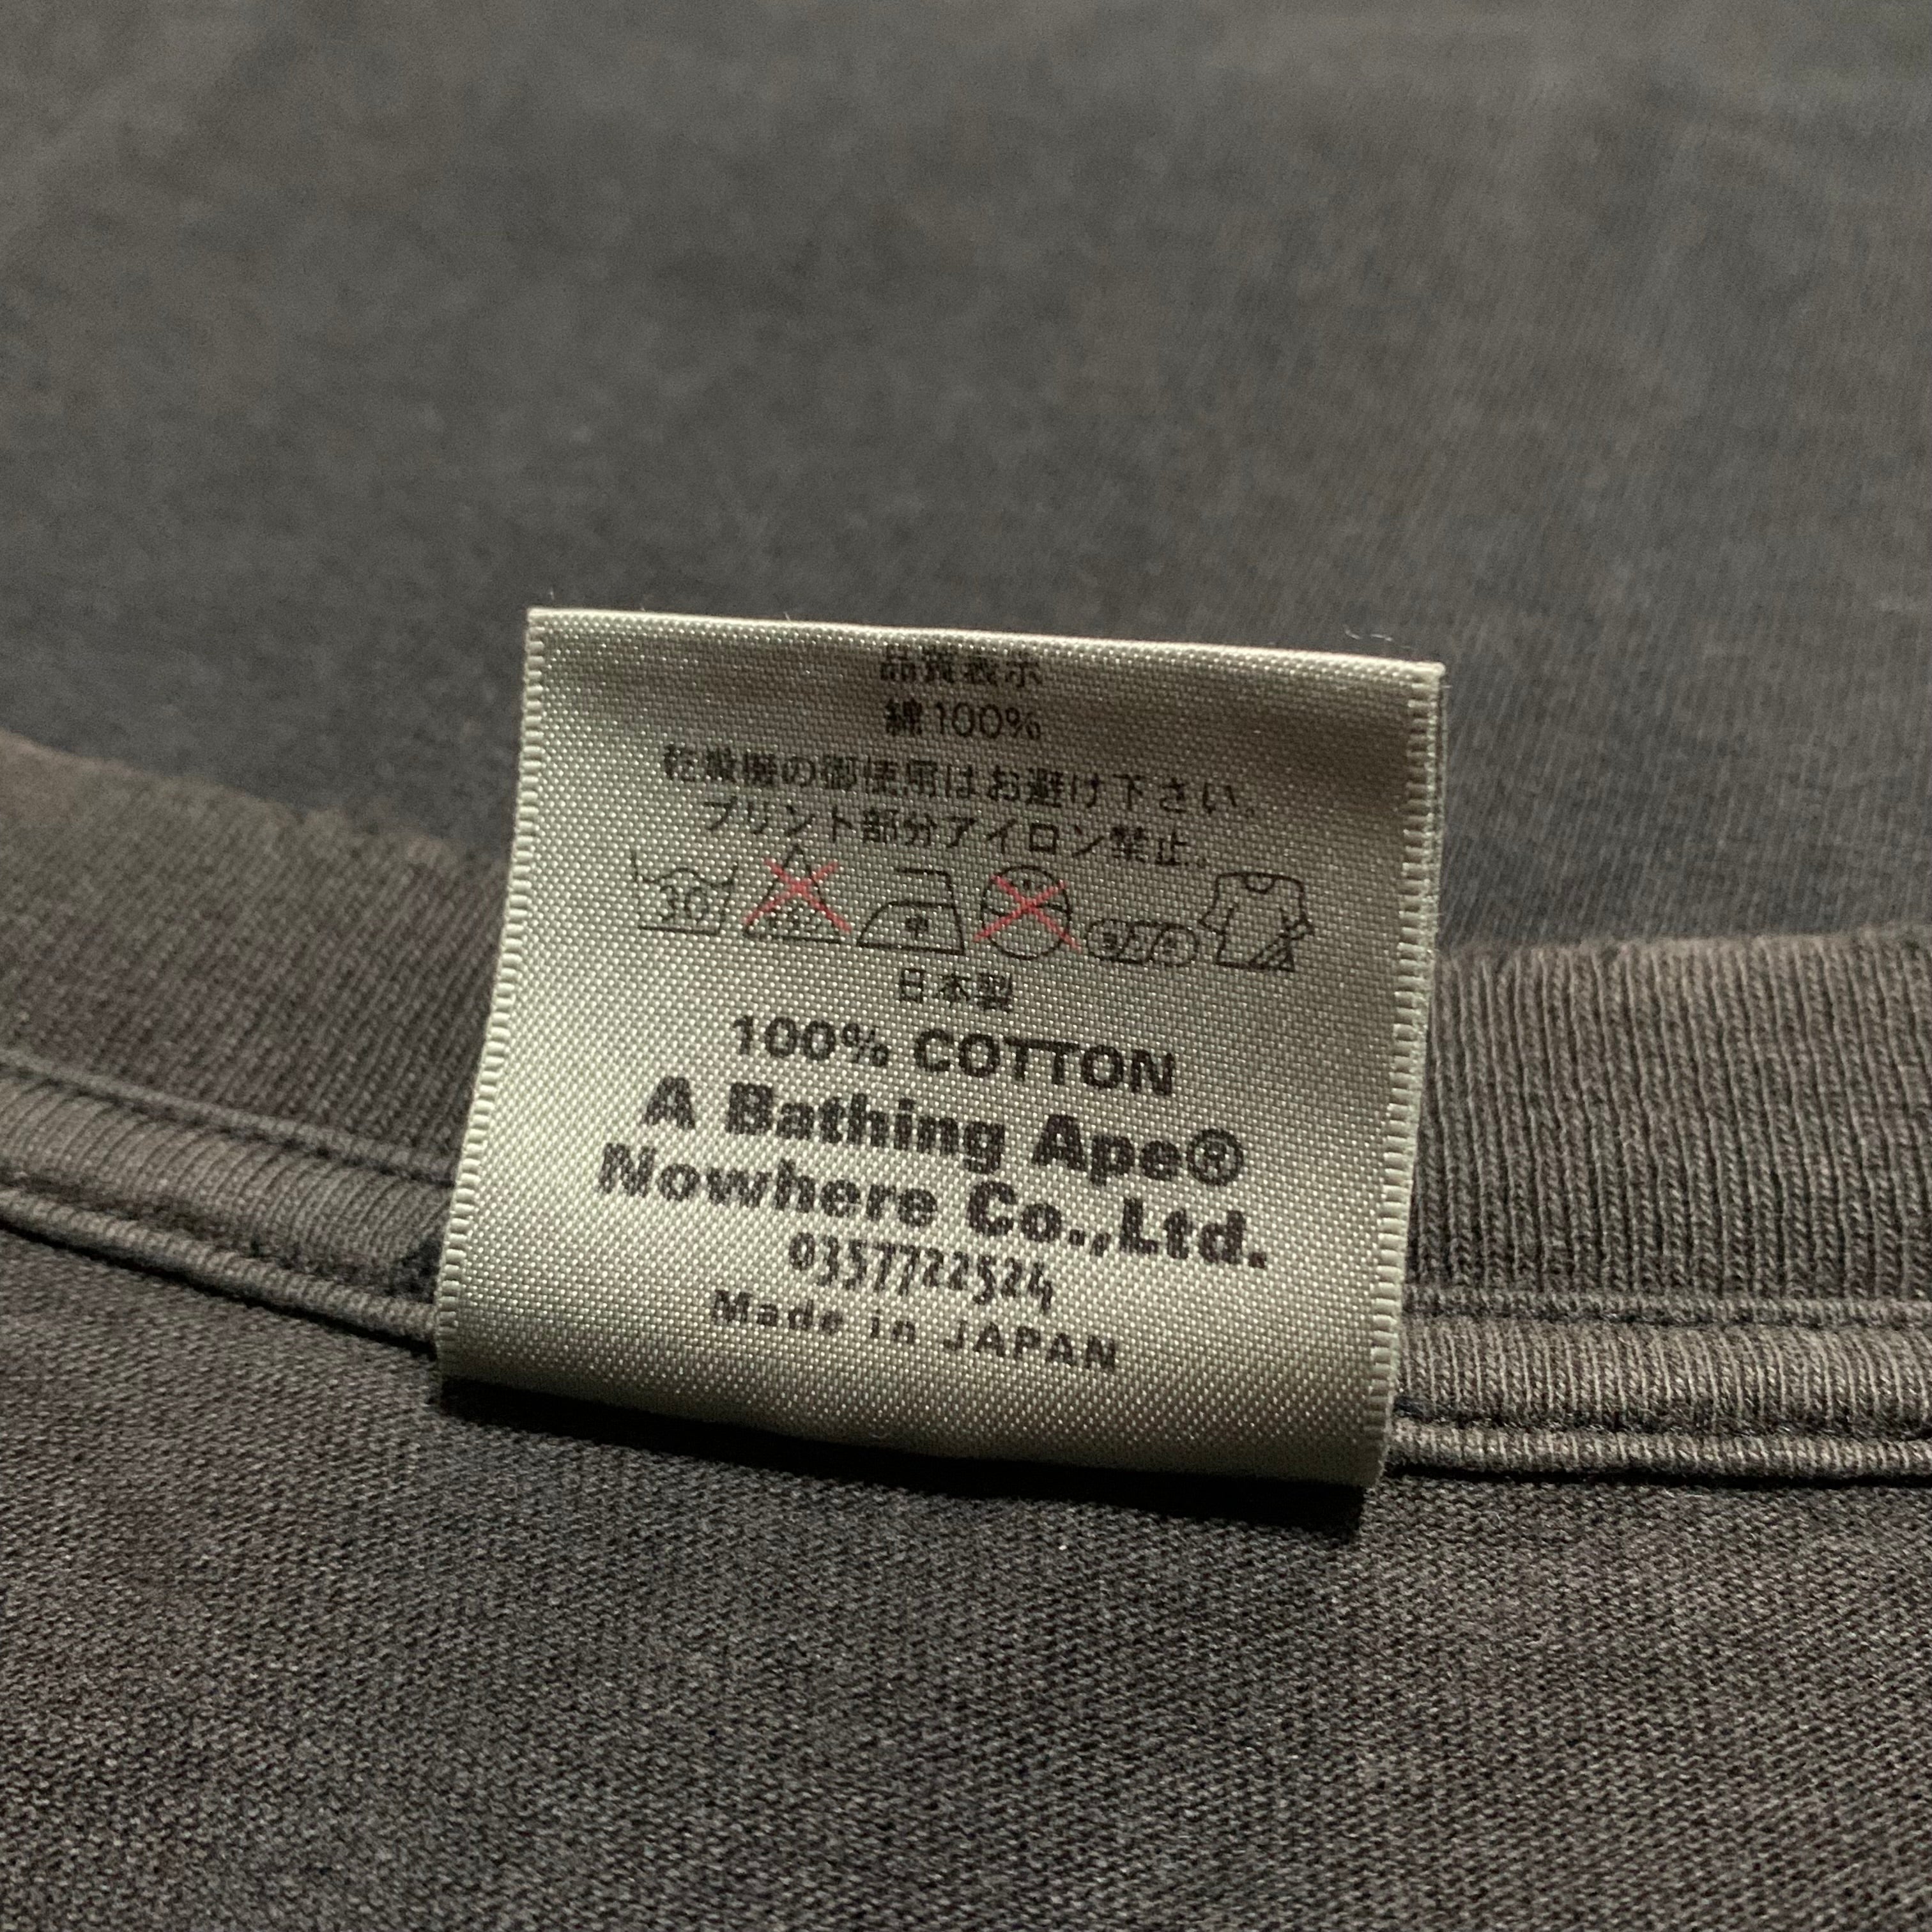 品質表示
綿100%
乾燥機の御使用はお避け下さい。
プリント部分アイロン禁止。
30
日本製
100% COTTON
A Bathing Ape®
Nowhere Co.,Ltd.
0357722524
Made in JAPAN